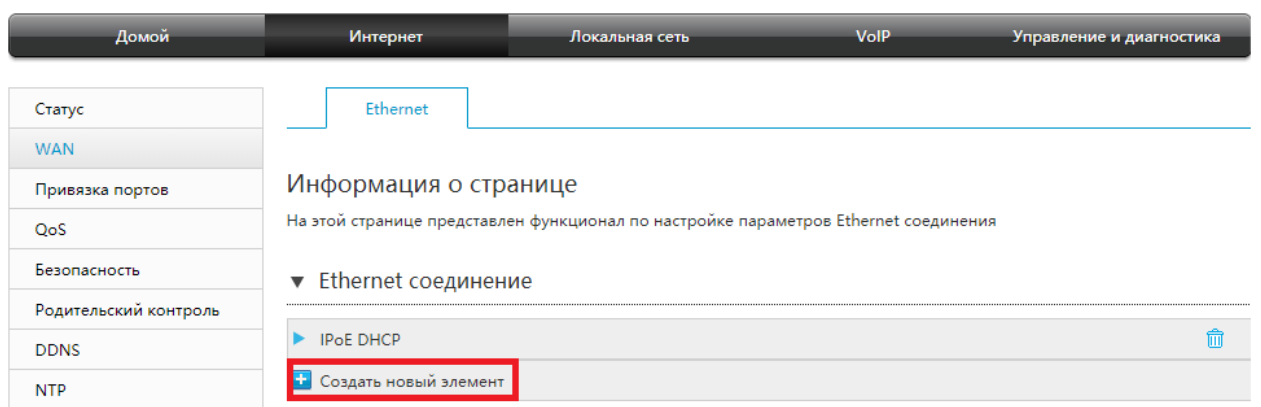 Домой Интернет Локальная сеть VoIP Управление и диагностика
Статус
WAN
Привязка портов
QoS
Безопасность
Родительский контроль
DDNS
NTP
Ethernet
Информация о странице
На этой странице представлен функционал по настройке параметров Ethernet соединения
Ethernet соединение
IPoE DHCP
Создать новый элемент